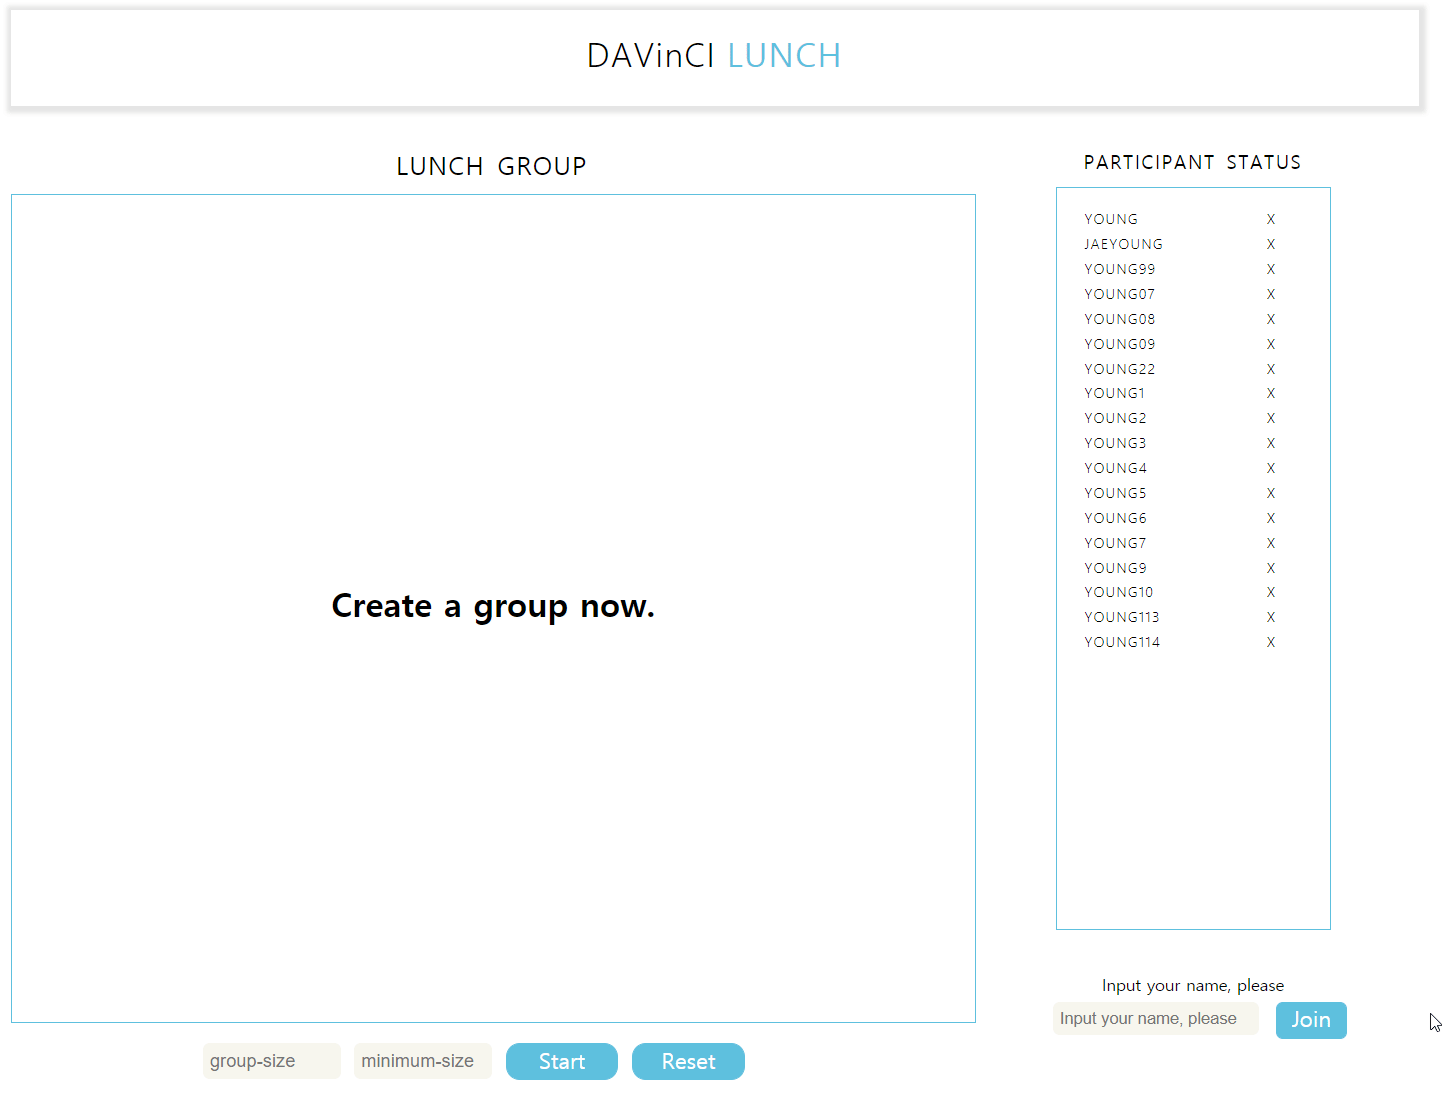 DAVinCI LUNCH
LUNCH GROUP
Create a group now.
group-size
minimum-size
Start
Reset
PARTICIPANT STATUS
YOUNG X
JAEYOUNG X
YOUNG99 X
YOUNG07 X
YOUNG08 X
YOUNG09 X
YOUNG22 X
YOUNG1 X
YOUNG2 X
YOUNG3 X
YOUNG4 X
YOUNG5 X
YOUNG6 X
YOUNG7 X
YOUNG9 X
YOUNG10 X
YOUNG113 X
YOUNG114 X
Input your name, please
Input your name, please
Join